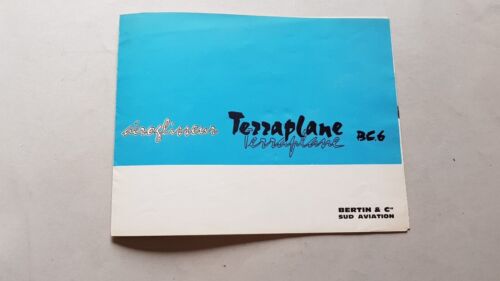 aéroglisseur Terraplane BC.6
Terraplane
BERTIN & Cie
SUD AVIATION